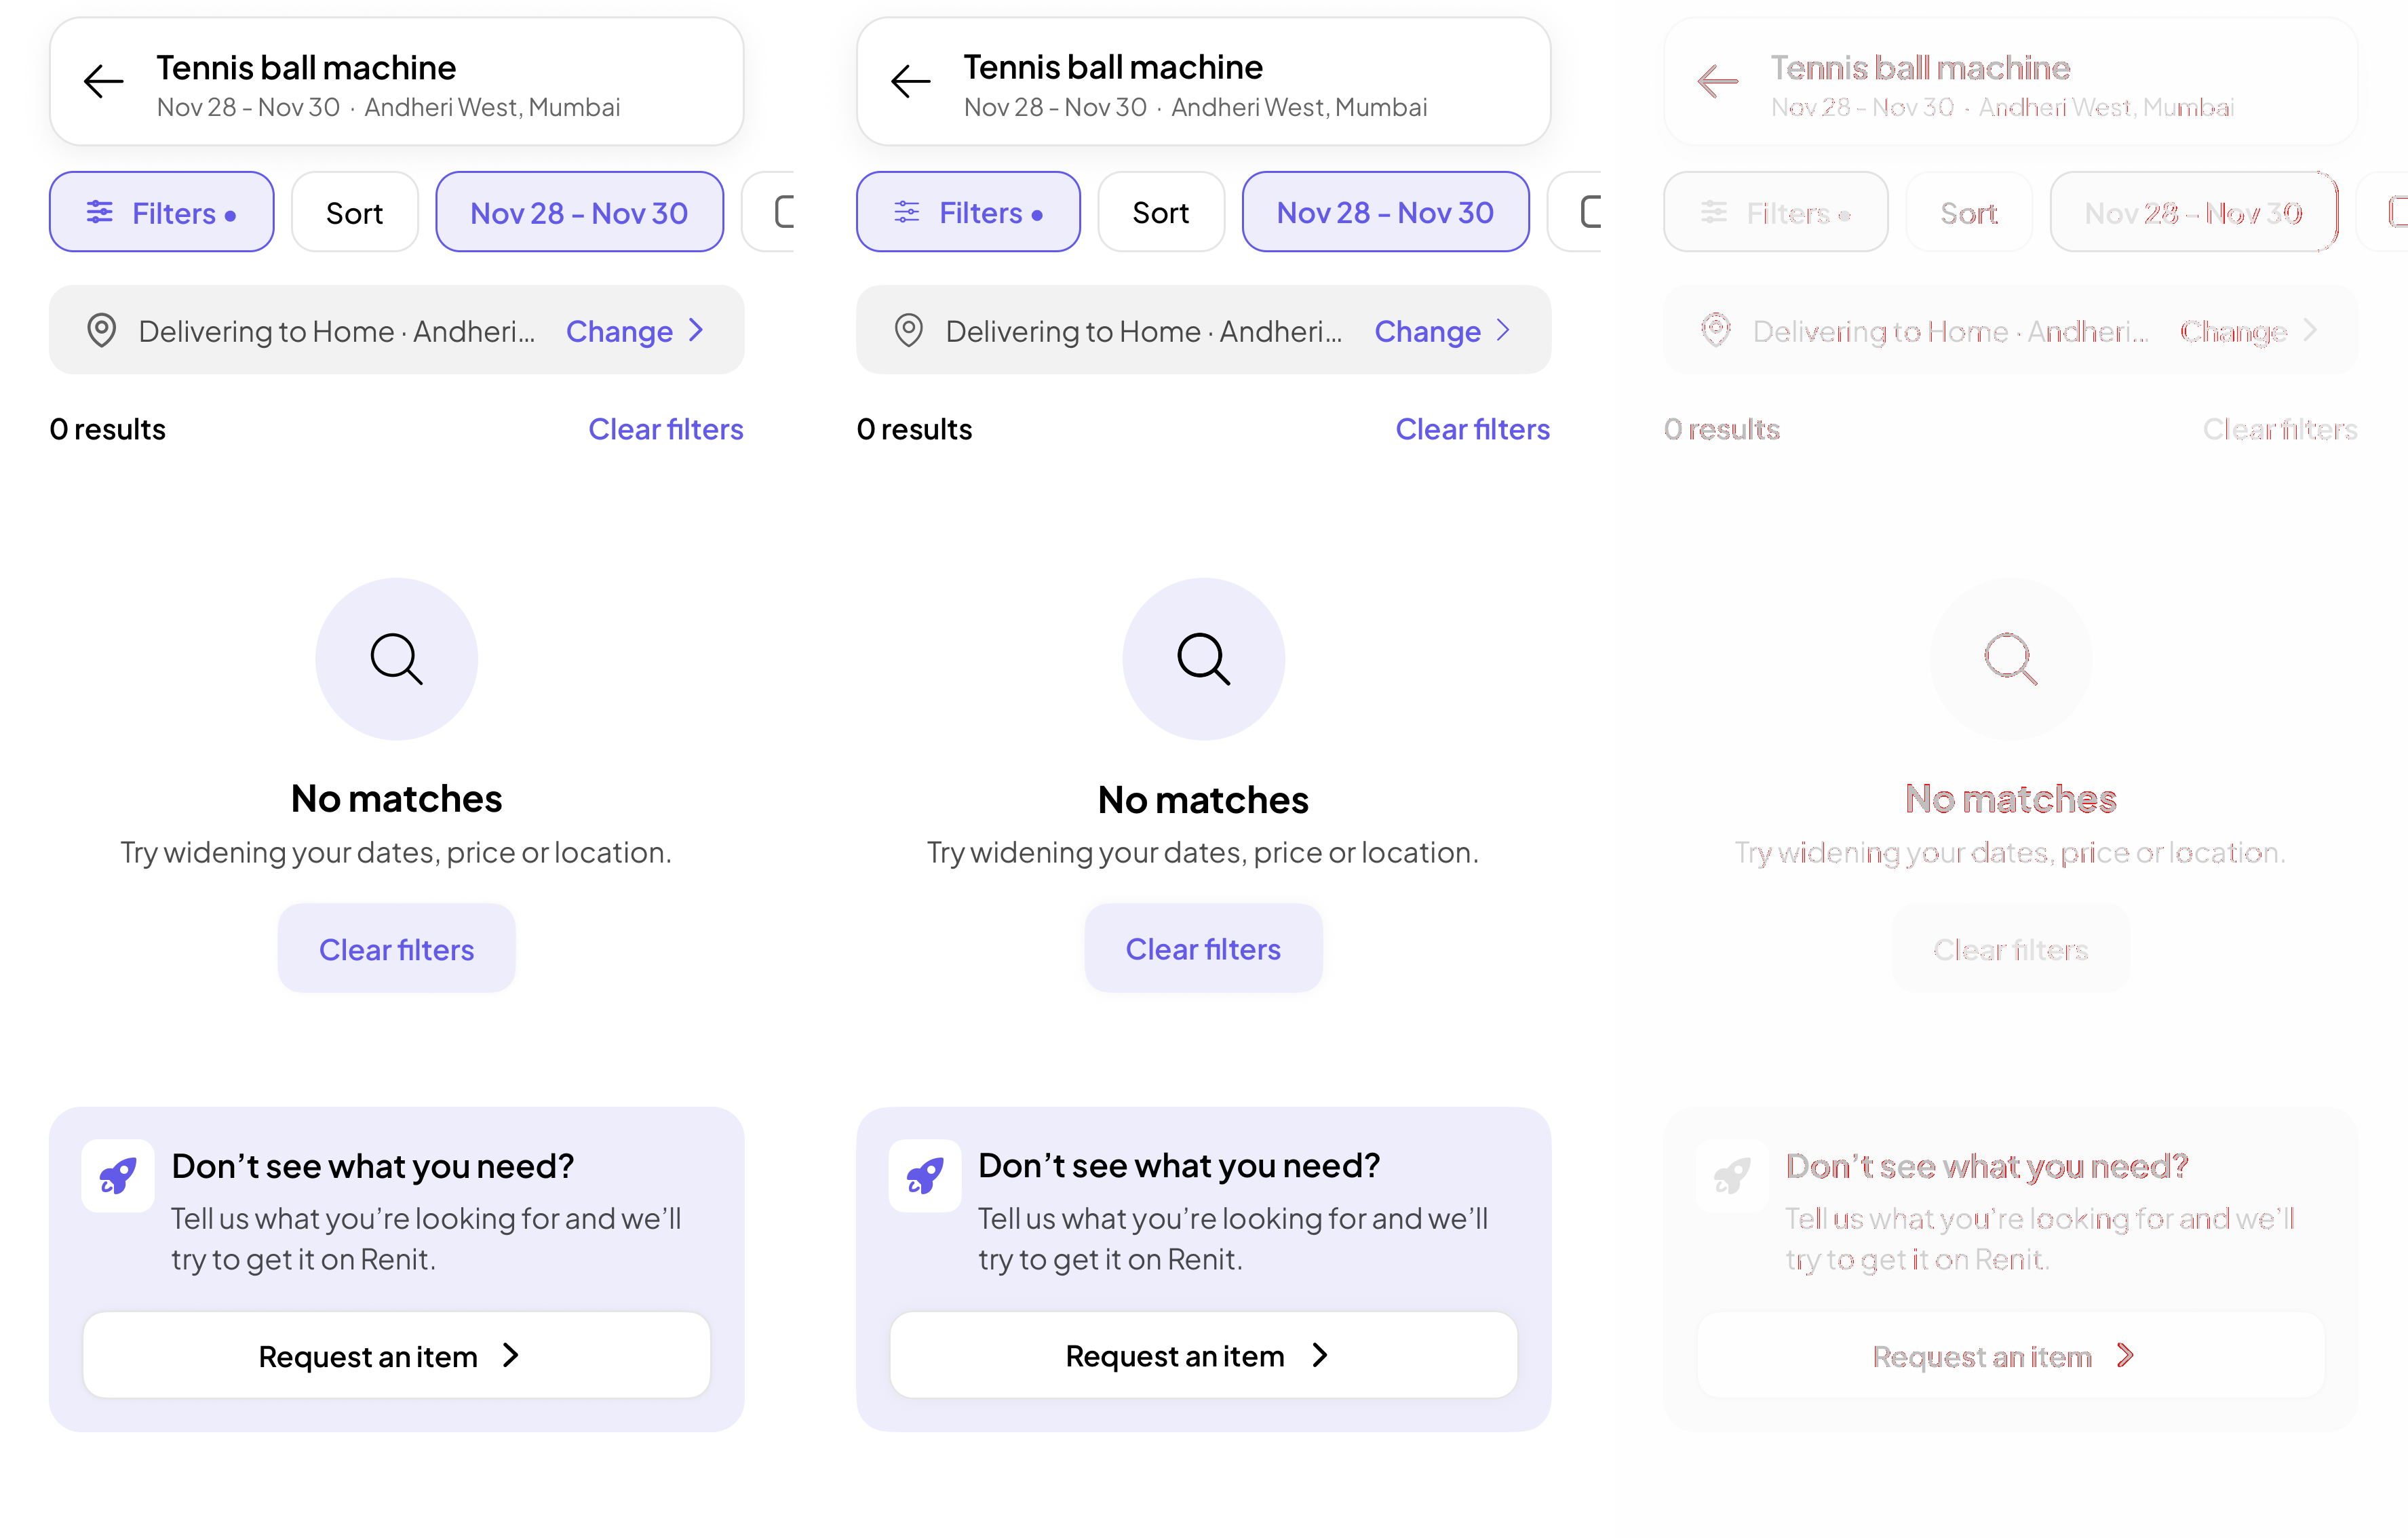 Tennis ball machine
Nov 28 - Nov 30 · Andheri West, Mumbai
Filters • Sort Nov 28 – Nov 30
Delivering to Home · Andheri... Change
0 results Clear filters
No matches
Try widening your dates, price or location.
Clear filters
Don’t see what you need?
Tell us what you’re looking for and we’ll
try to get it on Renit.
Request an item
Tennis ball machine
Nov 28 - Nov 30 · Andheri West, Mumbai
Filters • Sort Nov 28 – Nov 30
Delivering to Home · Andheri... Change
0 results Clear filters
No matches
Try widening your dates, price or location.
Clear filters
Don’t see what you need?
Tell us what you’re looking for and we’ll
try to get it on Renit.
Request an item
Tennis ball machine
Nov 28 - Nov 30 · Andheri West, Mumbai
Filters • Sort Nov 28 – Nov 30
Delivering to Home · Andheri... Change
0 results Clear filters
No matches
Try widening your dates, price or location.
Clear filters
Don’t see what you need?
Tell us what you’re looking for and we’ll
try to get it on Renit.
Request an item